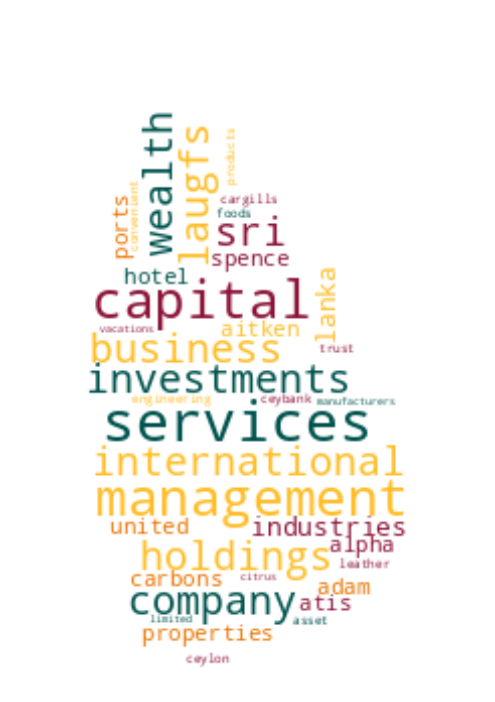 wealth
laugfs
products
convenient
ports
cargills
foods
sri
spence
hotel
capital
lanka
vacations
aitken
business
trust
investments
engineering
ceybank
manufacturers
services
international
management
united
industries
holdings
alpha
leather
carbons
citrus
adam
company
atis
limited
asset
properties
ceylon